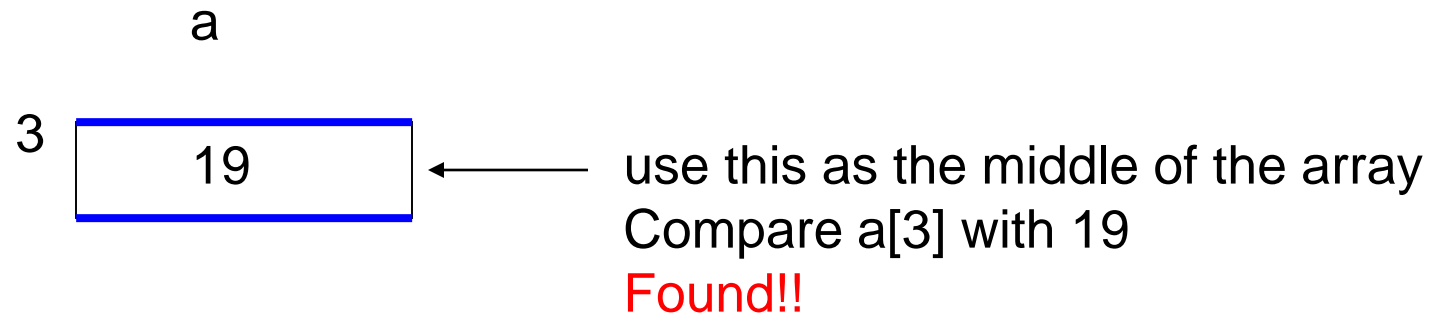 a
3
19
use this as the middle of the array
Compare a[3] with 19
Found!!